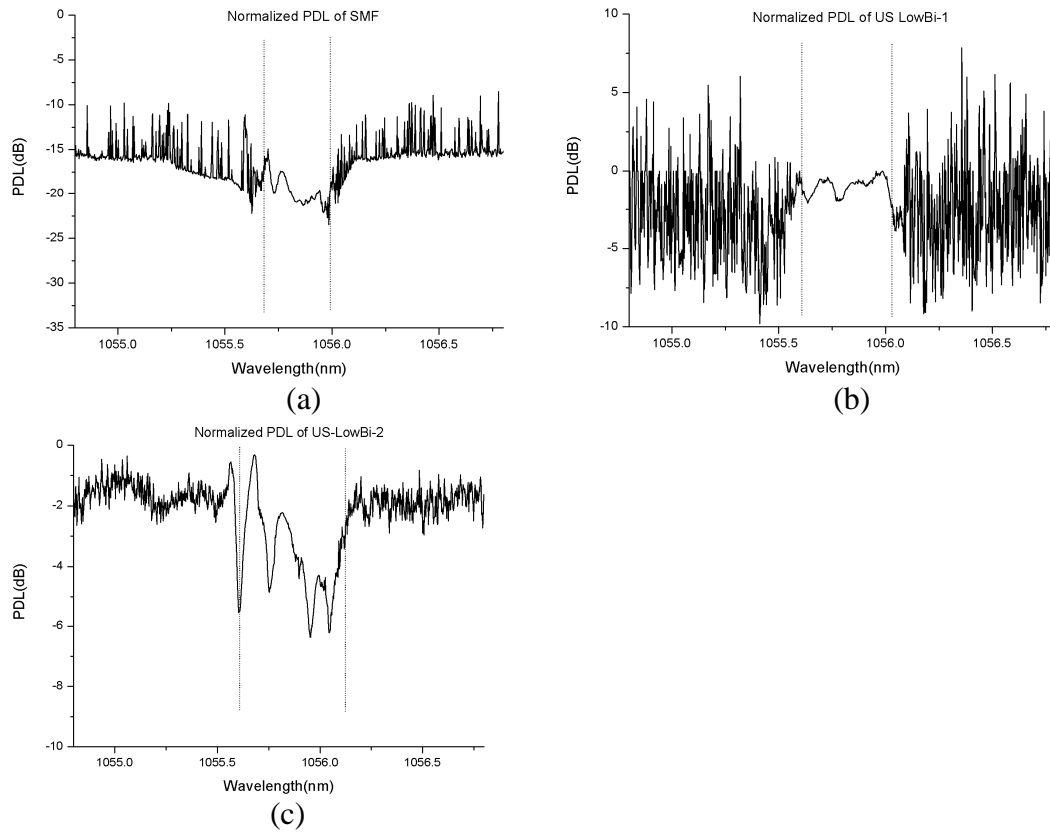 Normalized PDL of SMF
0
-5
-10
-15
-20
-25
-30
-35
PDL(dB)
1055.0
1055.5
1056.0
1056.5
Wavelength(nm)
(a)
Normalized PDL of US LowBi-1
10
5
0
-5
-10
PDL(dB)
1055.0
1055.5
1056.0
1056.5
Wavelength(nm)
(b)
Normalized PDL of US-LowBi-2
0
-2
-4
-6
-8
-10
PDL(dB)
1055.0
1055.5
1056.0
1056.5
Wavelength(nm)
(c)